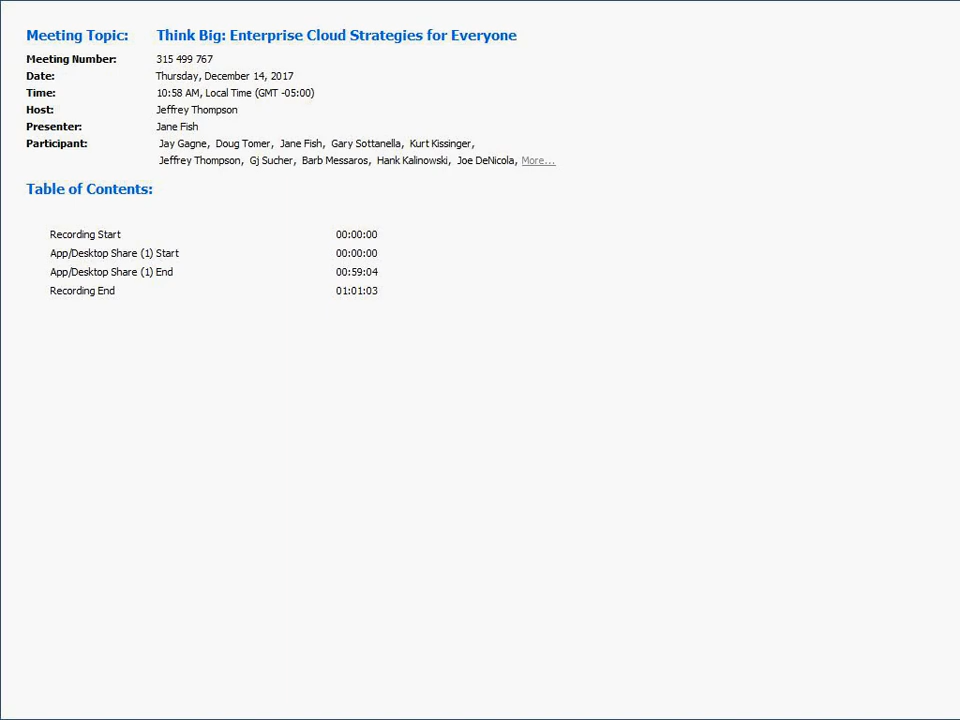 Meeting Topic: Think Big: Enterprise Cloud Strategies for Everyone
Meeting Number: 315 499 767
Date: Thursday, December 14, 2017
Time: 10:58 AM, Local Time (GMT -05:00)
Host: Jeffrey Thompson
Presenter: Jane Fish
Participant: Jay Gagne, Doug Tomer, Jane Fish, Gary Sottanella, Kurt Kissinger,
Jeffrey Thompson, Gj Sucher, Barb Messaros, Hank Kalinowski, Joe DeNicola, More...
Table of Contents:
Recording Start 00:00:00
App/Desktop Share (1) Start 00:00:00
App/Desktop Share (1) End 00:59:04
Recording End 01:01:03